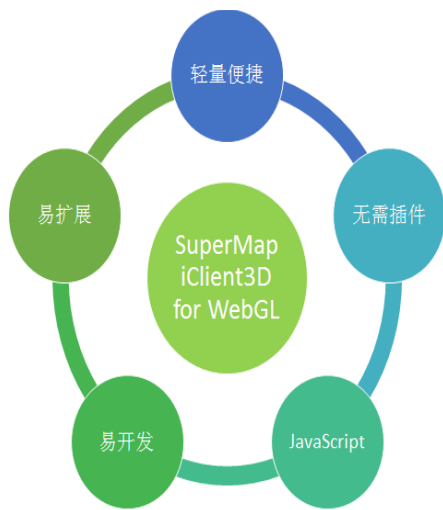 轻量便捷
易扩展
无需插件
SuperMap
iClient3D
for WebGL
易开发
JavaScript